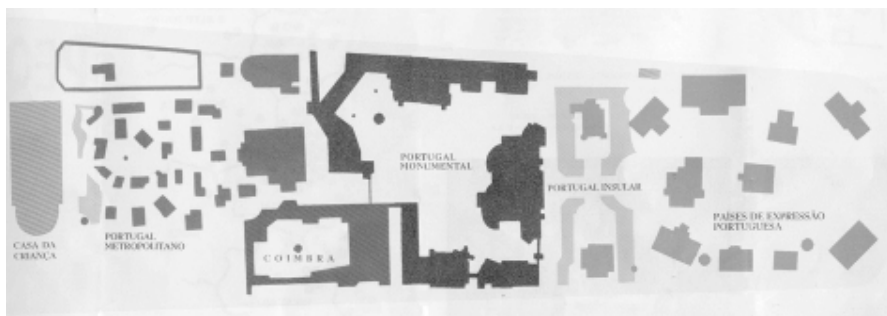 CASA DA
CRIANÇA
PORTUGAL
METROPOLITANO
COIMBRA
PORTUGAL
MONUMENTAL
PORTUGAL INSULAR
PAÍSES DE EXPRESSÃO
PORTUGUESA